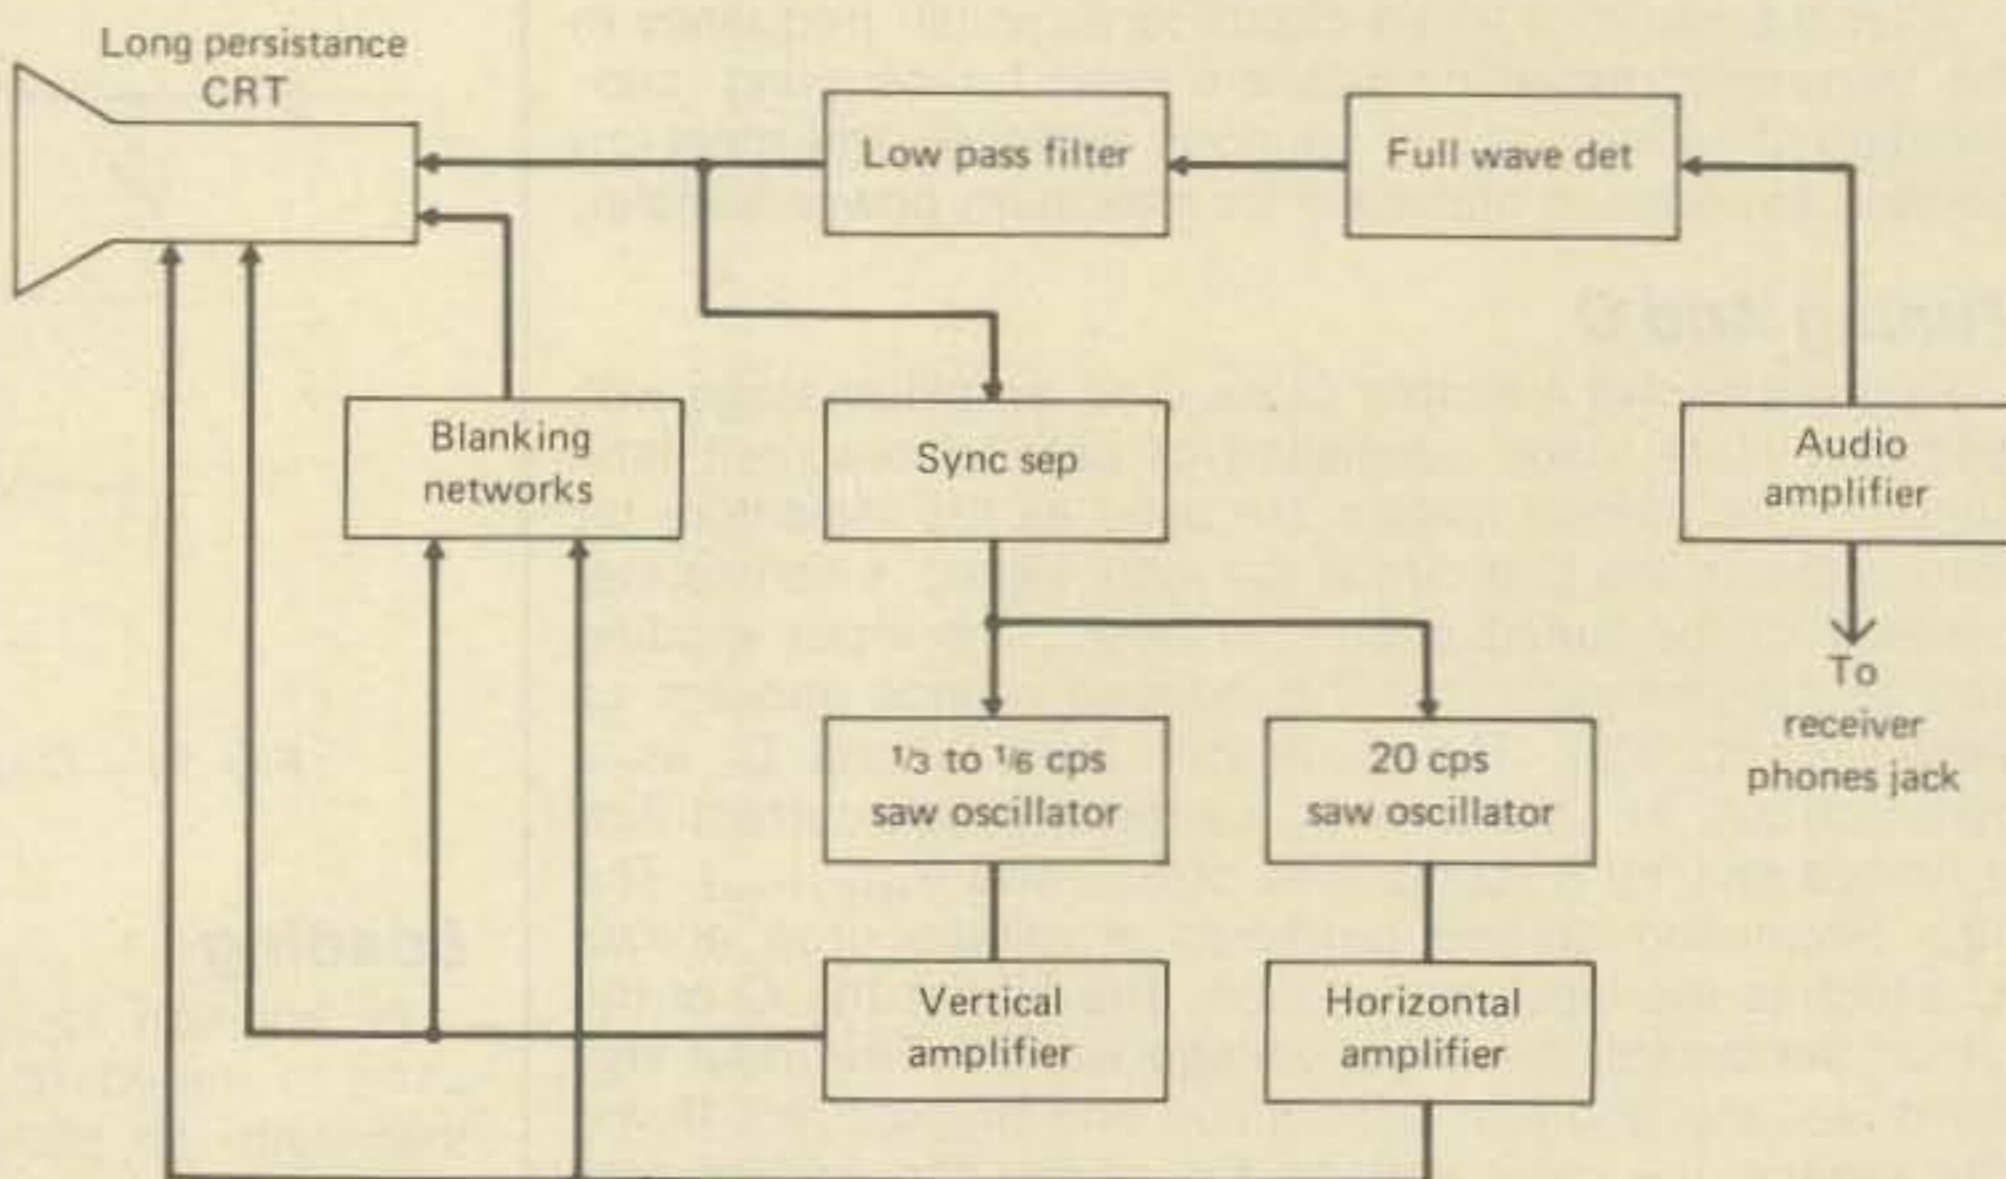 Long persistance
CRT
Low pass filter
Full wave det
Blanking
networks
Sync sep
Audio
amplifier
To
receiver
phones jack
1/3 to 1/6 cps
saw oscillator
20 cps
saw oscillator
Vertical
amplifier
Horizontal
amplifier